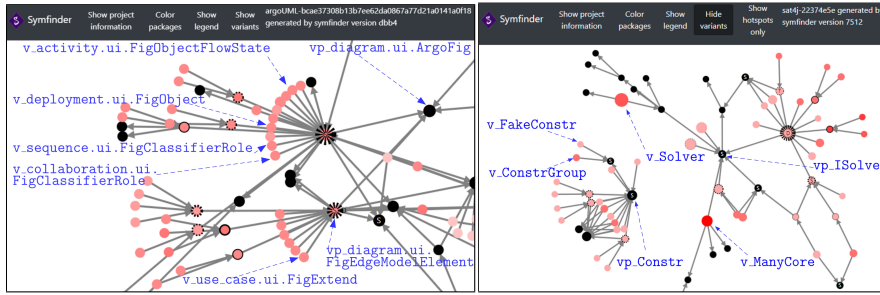 Symfinder
Show project information
Color packages
Show legend
Show variants
argoUML-bcae37308b13b7ee62da0867a77d21a0141a0f18
generated by symfinder version dbb4
v_activity.ui.FigObjectFlowState
vp_diagram.ui.ArgoFig
v_deployment.ui.FigObject
v_sequence.ui.FigClassifierRole
v_collaboration.ui.
FigClassifierRole
vp_diagram.ui.
FigEdgeModelElement
v_use_case.ui.FigExtend
S
Symfinder
Show project information
Color packages
Show legend
Hide variants
Show hotspots only
sat4j-22374e5e generated by
symfinder version 7512
v_FakeConstr
v_Solver
v_ConstrGroup
vp_ISolve
vp_Constr
v_ManyCore
S
S
S
S
S
S